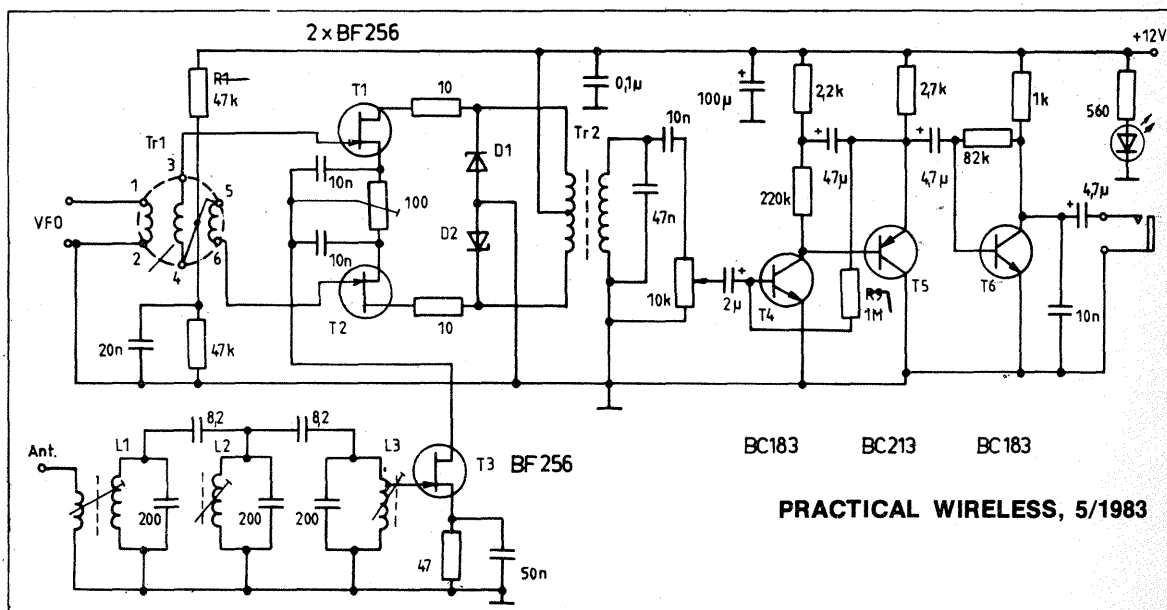 2 x BF256
+12V
R1
47k
T1
10
0,1µ
100µ
2,2k
2,7k
1k
560
Tr1
3
1
5
VFO
2
4
6
10n
100
10n
D1
D2
Tr2
10n
47n
10k
2µ
220k
47µ
4,7µ
82k
4,7µ
T4
R9
1M
T5
T6
10n
T2
10
20n
47k
8,2
8,2
Ant.
L1
L2
L3
200
200
200
T3
BF256
47
50n
BC183
BC213
BC183
PRACTICAL WIRELESS, 5/1983